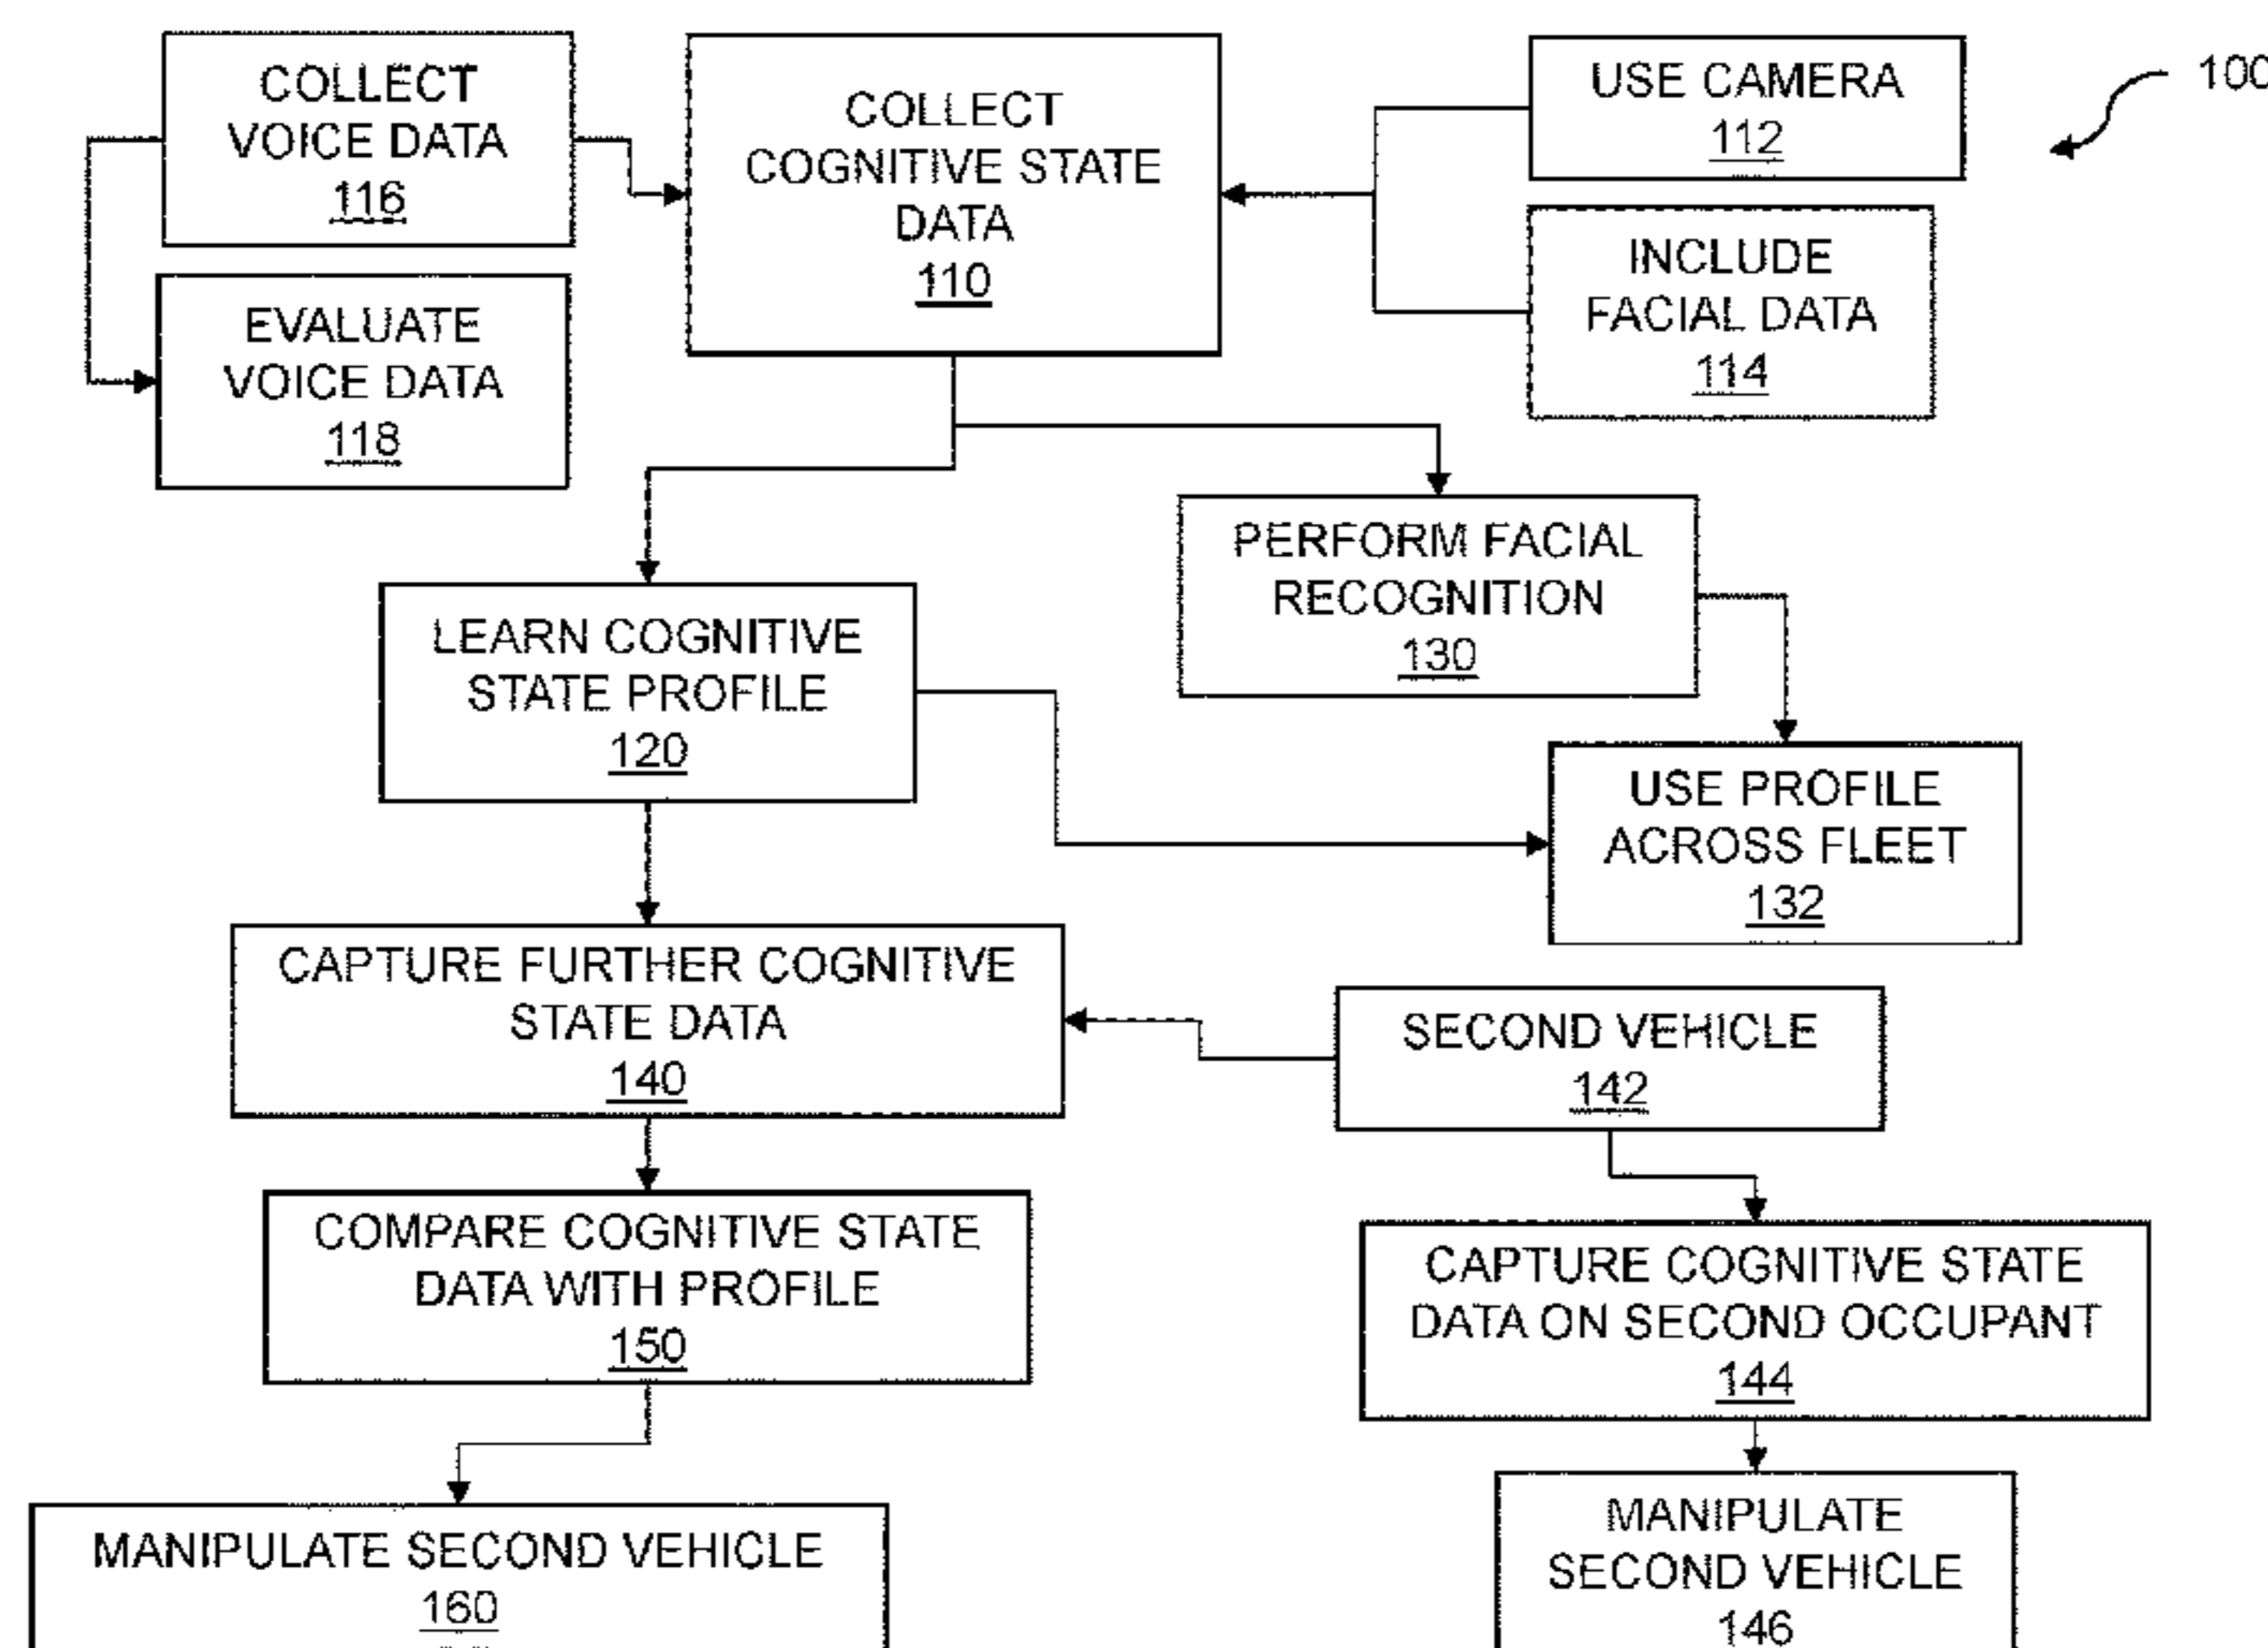 COLLECT
VOICE DATA
116
COLLECT
COGNITIVE STATE
DATA
110
USE CAMERA
112
100
INCLUDE
FACIAL DATA
114
EVALUATE
VOICE DATA
118
PERFORM FACIAL
RECOGNITION
130
LEARN COGNITIVE
STATE PROFILE
120
USE PROFILE
ACROSS FLEET
132
CAPTURE FURTHER COGNITIVE
STATE DATA
140
SECOND VEHICLE
142
COMPARE COGNITIVE STATE
DATA WITH PROFILE
150
CAPTURE COGNITIVE STATE
DATA ON SECOND OCCUPANT
144
MANIPULATE SECOND VEHICLE
160
MANIPULATE
SECOND VEHICLE
146